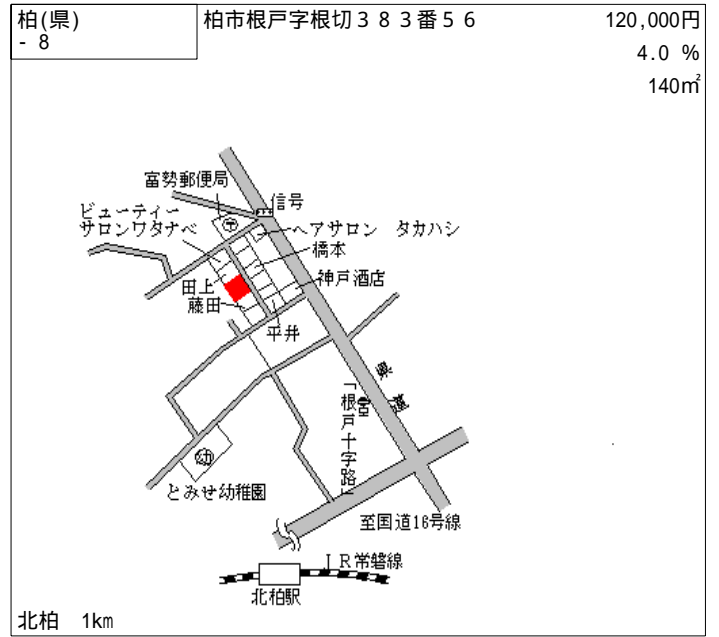 柏(県)
- 8
柏市根戸字根切３８３番５６
120,000円
4.0 %
140㎡
富勢郵便局
信号
ビューティー
サロンワタナベ
ヘアサロン タカハシ
橋本
神戸酒店
田上
藤田
平井
県道
「根戸十字路」
幼
とみせ幼稚園
至国道16号線
ＪＲ常磐線
北柏駅
北柏 1km